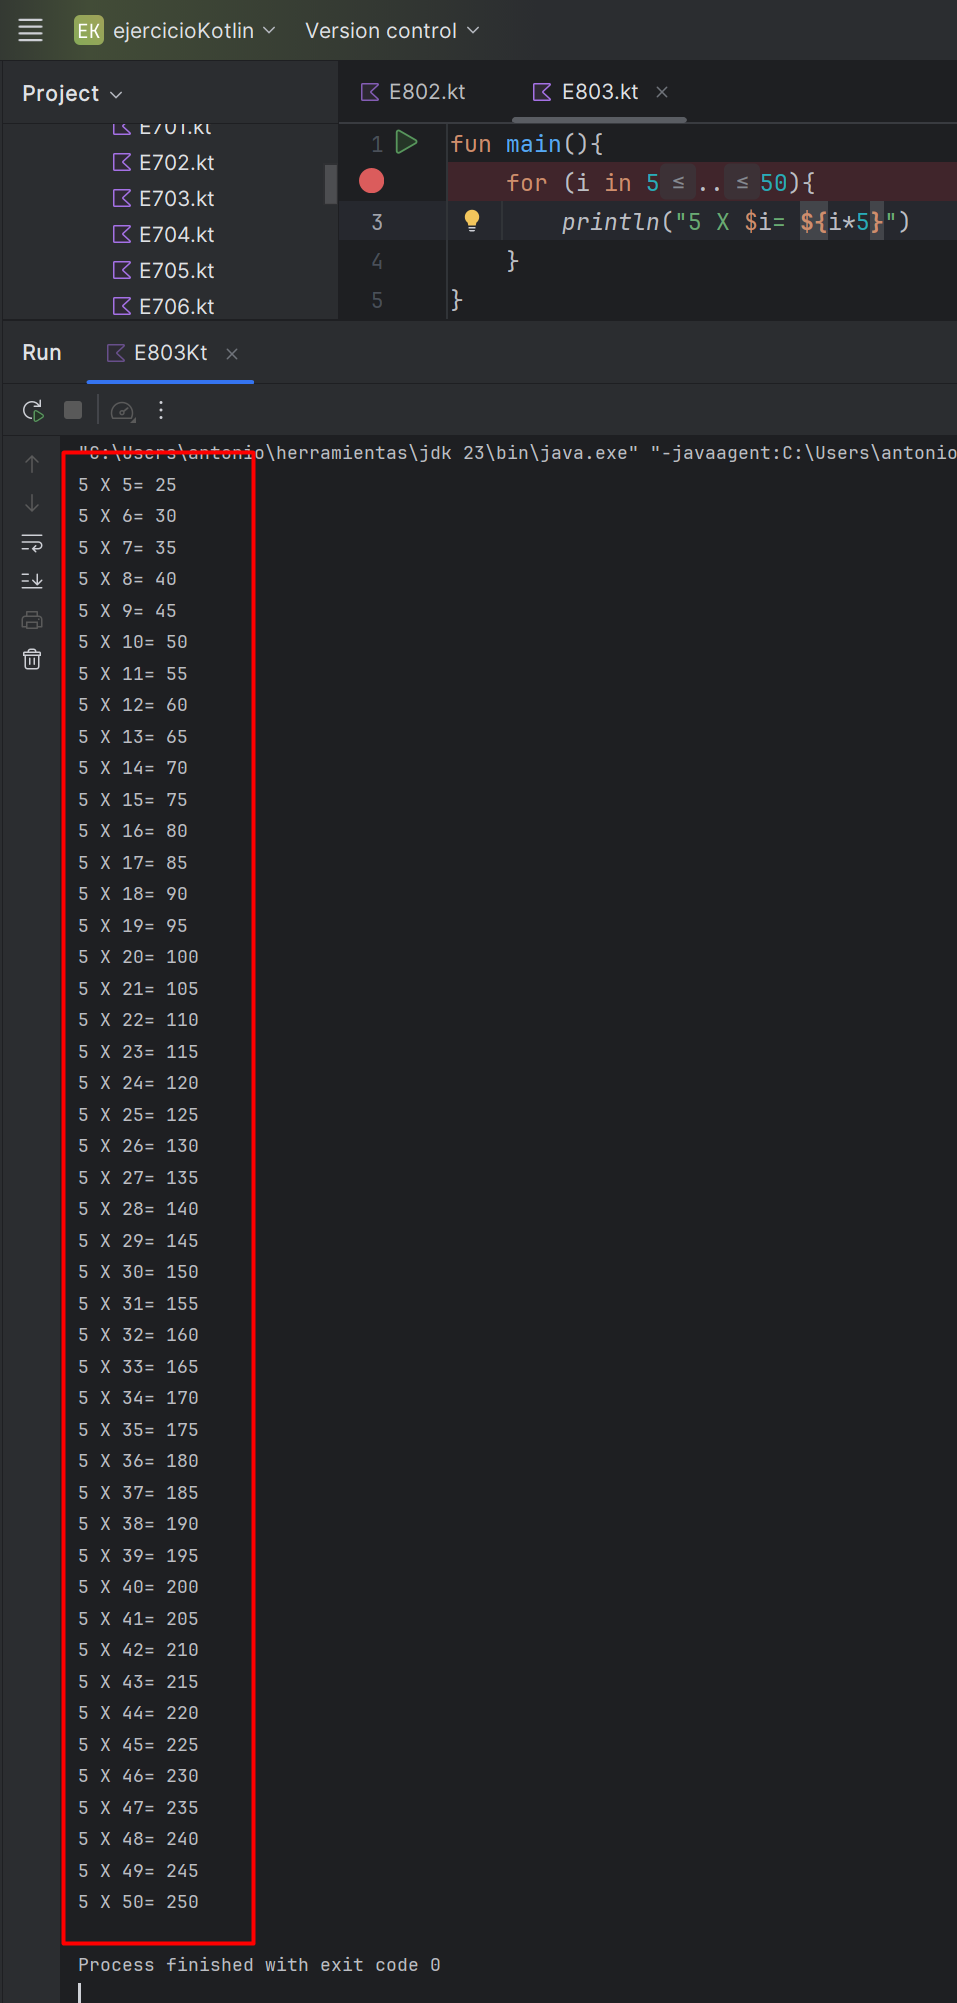 EK ejercicioKotlin Version control
Project
E802.kt E803.kt
E701.kt
E702.kt
E703.kt
E704.kt
E705.kt
E706.kt
1 fun main(){
for (i in 5 ≤ .. ≤ 50){
3 println("5 X $i= ${i*5}")
4 }
5 }
Run E803Kt
"C:\Users\antonio\herramientas\jdk 23\bin\java.exe" "-javaagent:C:\Users\antonio
5 X 5= 25
5 X 6= 30
5 X 7= 35
5 X 8= 40
5 X 9= 45
5 X 10= 50
5 X 11= 55
5 X 12= 60
5 X 13= 65
5 X 14= 70
5 X 15= 75
5 X 16= 80
5 X 17= 85
5 X 18= 90
5 X 19= 95
5 X 20= 100
5 X 21= 105
5 X 22= 110
5 X 23= 115
5 X 24= 120
5 X 25= 125
5 X 26= 130
5 X 27= 135
5 X 28= 140
5 X 29= 145
5 X 30= 150
5 X 31= 155
5 X 32= 160
5 X 33= 165
5 X 34= 170
5 X 35= 175
5 X 36= 180
5 X 37= 185
5 X 38= 190
5 X 39= 195
5 X 40= 200
5 X 41= 205
5 X 42= 210
5 X 43= 215
5 X 44= 220
5 X 45= 225
5 X 46= 230
5 X 47= 235
5 X 48= 240
5 X 49= 245
5 X 50= 250
Process finished with exit code 0